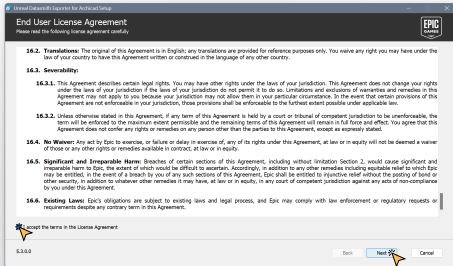 Unreal Datasmith Exporter for Archicad Setup
End User License Agreement
Please read the following license agreement carefully
EPIC
GAMES
16.2. Translations: The original of this Agreement is in English; any translations are provided for reference purposes only. You waive any right you may have under the
law of your country to have this Agreement written or construed in the language of any other country.
16.3. Severability:
16.3.1. This Agreement describes certain legal rights. You may have other rights under the laws of your jurisdiction. This Agreement does not change your rights
under the laws of your jurisdiction if the laws of your jurisdiction do not permit it to do so. Limitations and exclusions of warranties and remedies in this
Agreement may not apply to you because your jurisdiction may not allow them in your particular circumstance. In the event that certain provisions of this
Agreement are not enforceable in your jurisdiction, those provisions shall be enforceable to the furthest extent possible under applicable law.
16.3.2. Unless otherwise stated in this Agreement, if any term of this Agreement is held by a court or tribunal of competent jurisdiction to be unenforceable, the
term will be enforced to the maximum extent permissible and the remaining terms of this Agreement will remain in full force and effect. You agree that this
Agreement does not confer any rights or remedies on any person other than the parties to this Agreement, except as expressly stated.
16.4. No Waiver: Any act by Epic to exercise, or failure or delay in exercise of, any of its rights under this Agreement, at law or in equity will not be deemed a waiver
of those or any other rights or remedies available in contract, at law or in equity.
16.5. Significant and Irreparable Harm: Breaches of certain sections of this Agreement, including without limitation Section 2, would cause significant and
irreparable harm to Epic, the extent of which would be difficult to ascertain. Accordingly, in addition to any other remedies including equitable relief to which Epic
may be entitled, in the event of a breach by you of any such sections of this Agreement, Epic shall be entitled to injunctive relief without the posting of bond or
other security, in addition to whatever other remedies it may have, at law or in equity, in any court of competent jurisdiction against any acts of non-compliance
by you under this Agreement.
16.6. Existing Laws: Epic's obligations are subject to existing laws and legal process, and Epic may comply with law enforcement or regulatory requests or
requirements despite any contrary term in this Agreement.
I accept the terms in the License Agreement
5.3.0.0
Back
Next
Cancel